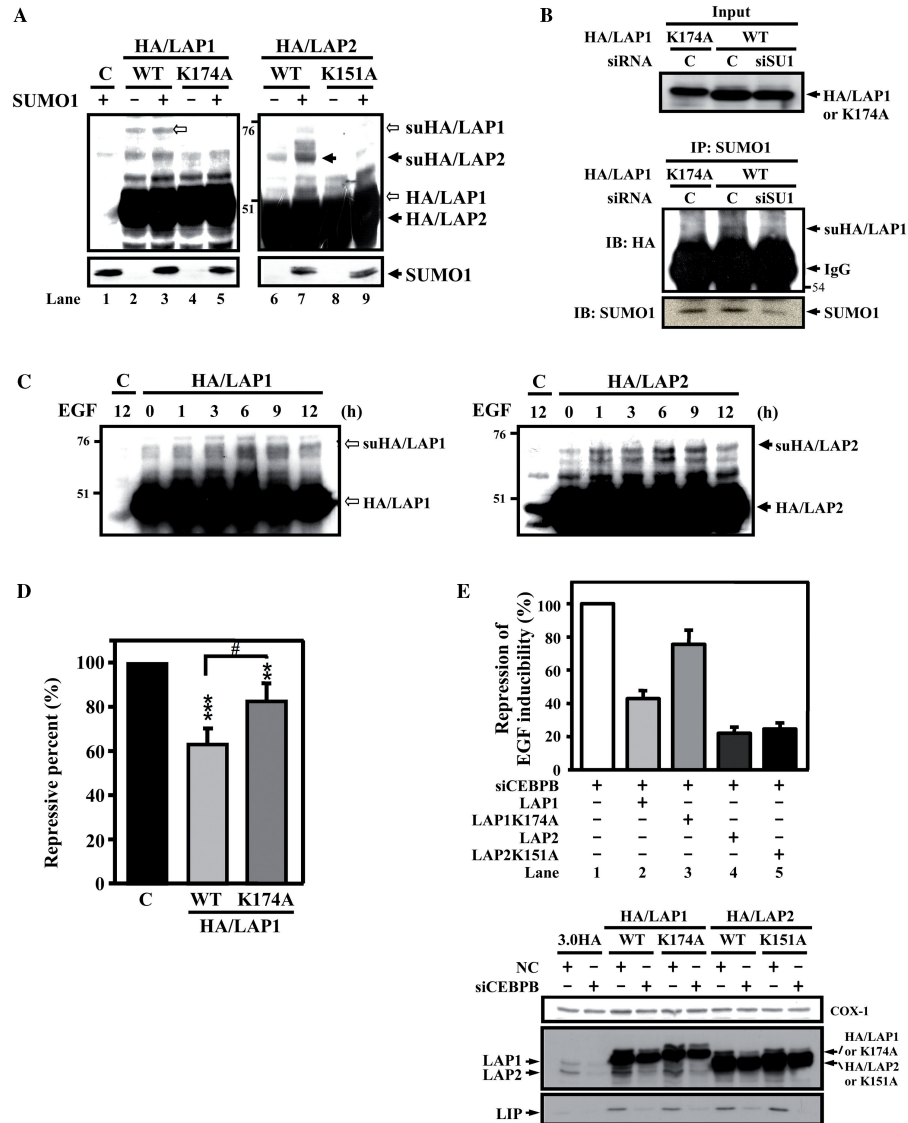 A
HA/LAP1 HA/LAP2
C WT K174A WT K151A
SUMO1 + – + – + – + – +
76
suHA/LAP1
suHA/LAP2
HA/LAP1
51
HA/LAP2
SUMO1
Lane 1 2 3 4 5 6 7 8 9
B
Input
HA/LAP1 K174A WT
siRNA C C siSU1
HA/LAP1
or K174A
IP: SUMO1
HA/LAP1 K174A WT
siRNA C C siSU1
suHA/LAP1
IB: HA
IgG
54
IB: SUMO1 SUMO1
C
C HA/LAP1
EGF 12 0 1 3 6 9 12 (h)
76
suHA/LAP1
51
HA/LAP1
C HA/LAP2
EGF 12 0 1 3 6 9 12 (h)
76
suHA/LAP2
51
HA/LAP2
D
Repressive percent (%)
100
80
60
40
20
0
#
***
**
C WT K174A
HA/LAP1
E
Repression of
EGF inducibility (%)
100
80
60
40
20
0
siCEBPB + + + + +
LAP1 – + – – –
LAP1K174A – – + – –
LAP2 – – – + –
LAP2K151A – – – – +
Lane 1 2 3 4 5
HA/LAP1 HA/LAP2
3.0HA WT K174A WT K151A
NC + – + – + – + – + –
siCEBPB – + – + – + – + – +
COX-1
HA/LAP1
or K174A
LAP1
HA/LAP2
LAP2
or K151A
LIP